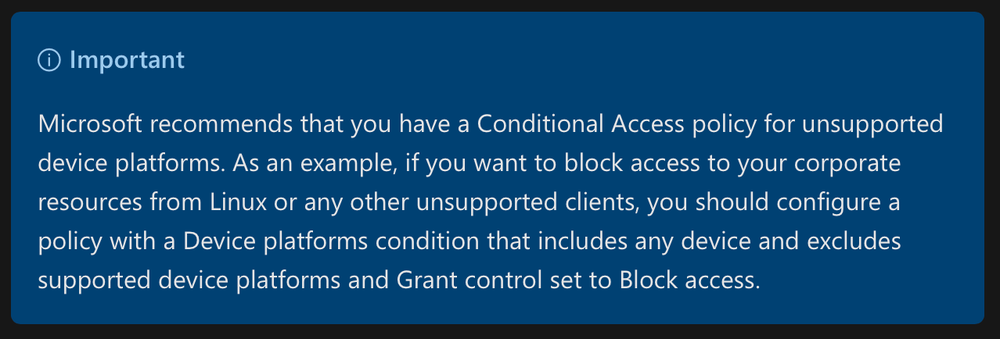 Important
Microsoft recommends that you have a Conditional Access policy for unsupported
device platforms. As an example, if you want to block access to your corporate
resources from Linux or any other unsupported clients, you should configure a
policy with a Device platforms condition that includes any device and excludes
supported device platforms and Grant control set to Block access.